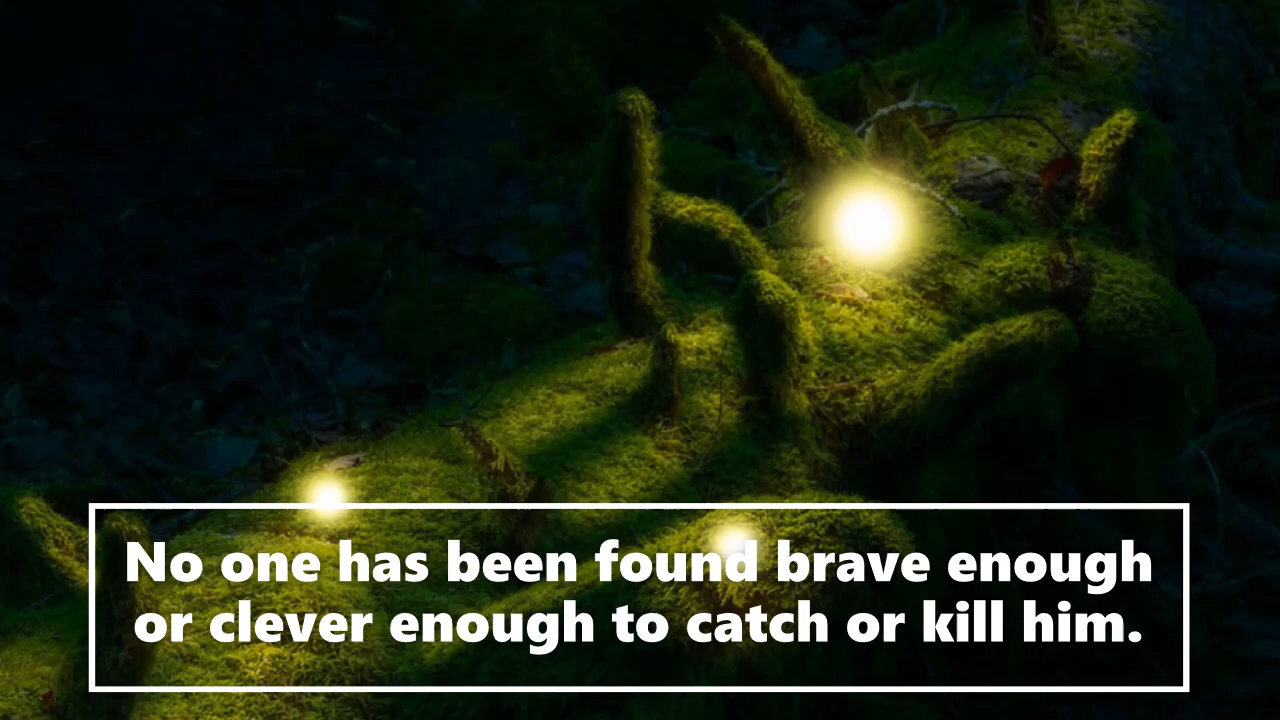 No one has been found brave enough
or clever enough to catch or kill him.